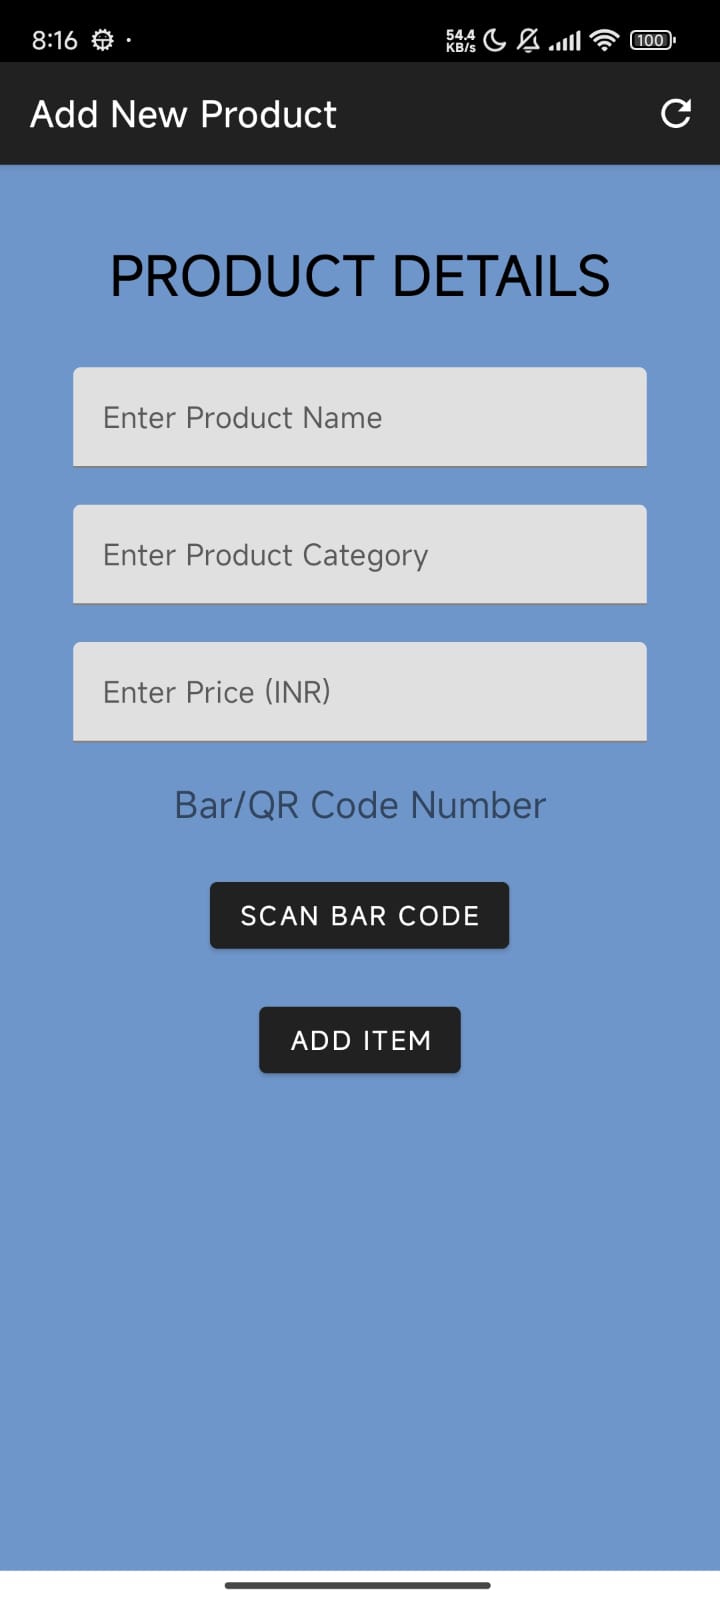 8:16
54.4
KB/s
100
Add New Product
PRODUCT DETAILS
Enter Product Name
Enter Product Category
Enter Price (INR)
Bar/QR Code Number
SCAN BAR CODE
ADD ITEM